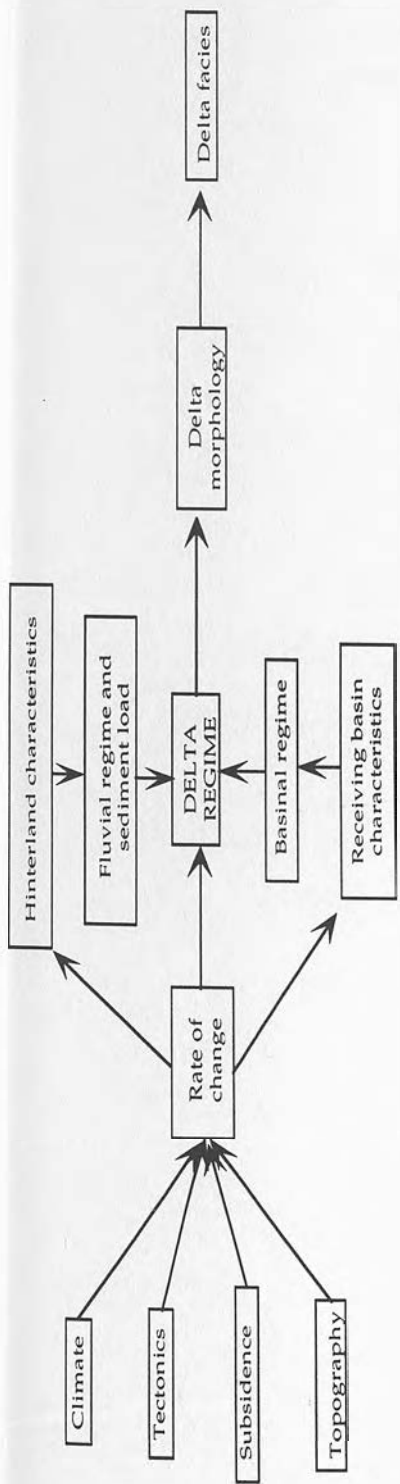 Climate
Tectonics
Subsidence
Topography
Rate of
change
Hinterland characteristics
Fluvial regime and
sediment load
DELTA
REGIME
Basinal regime
Receiving basin
characteristics
Delta
morphology
Delta facies